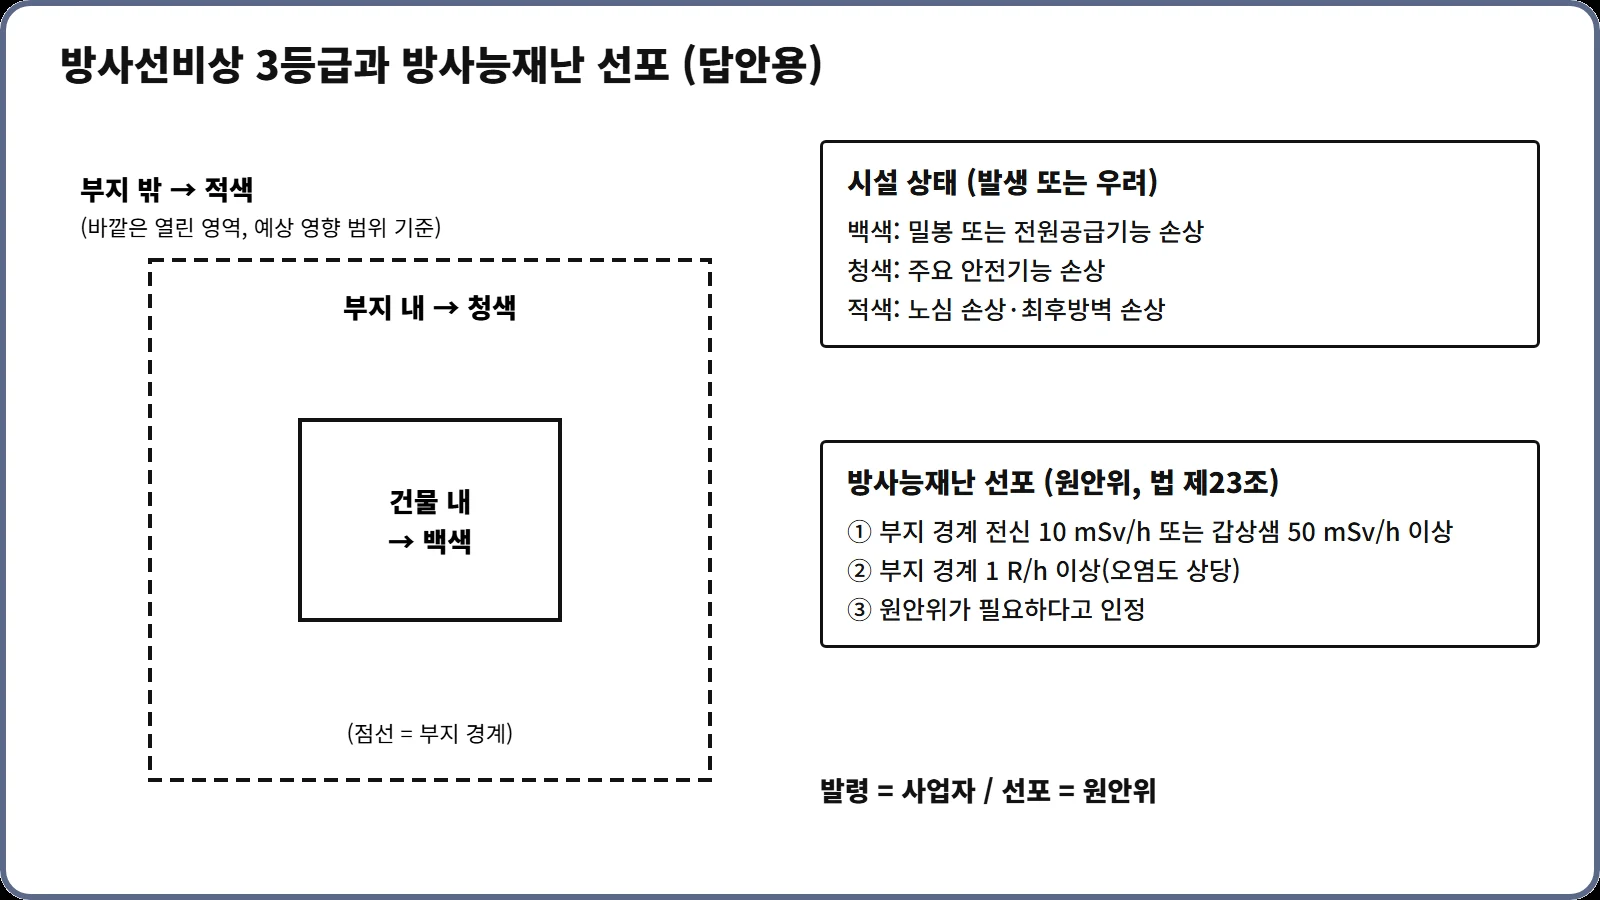 방사선비상 3등급과 방사능재난 선포 (답안용)
부지 밖 → 적색
(바깥은 열린 영역, 예상 영향 범위 기준)
부지 내 → 청색
건물 내
→ 백색
(점선 = 부지 경계)
시설 상태 (발생 또는 우려)
백색: 밀봉 또는 전원공급기능 손상
청색: 주요 안전기능 손상
적색: 노심 손상·최후방벽 손상
방사능재난 선포 (원안위, 법 제23조)
① 부지 경계 전신 10 mSv/h 또는 갑상샘 50 mSv/h 이상
② 부지 경계 1 R/h 이상(오염도 상당)
③ 원안위가 필요하다고 인정
발령 = 사업자 / 선포 = 원안위